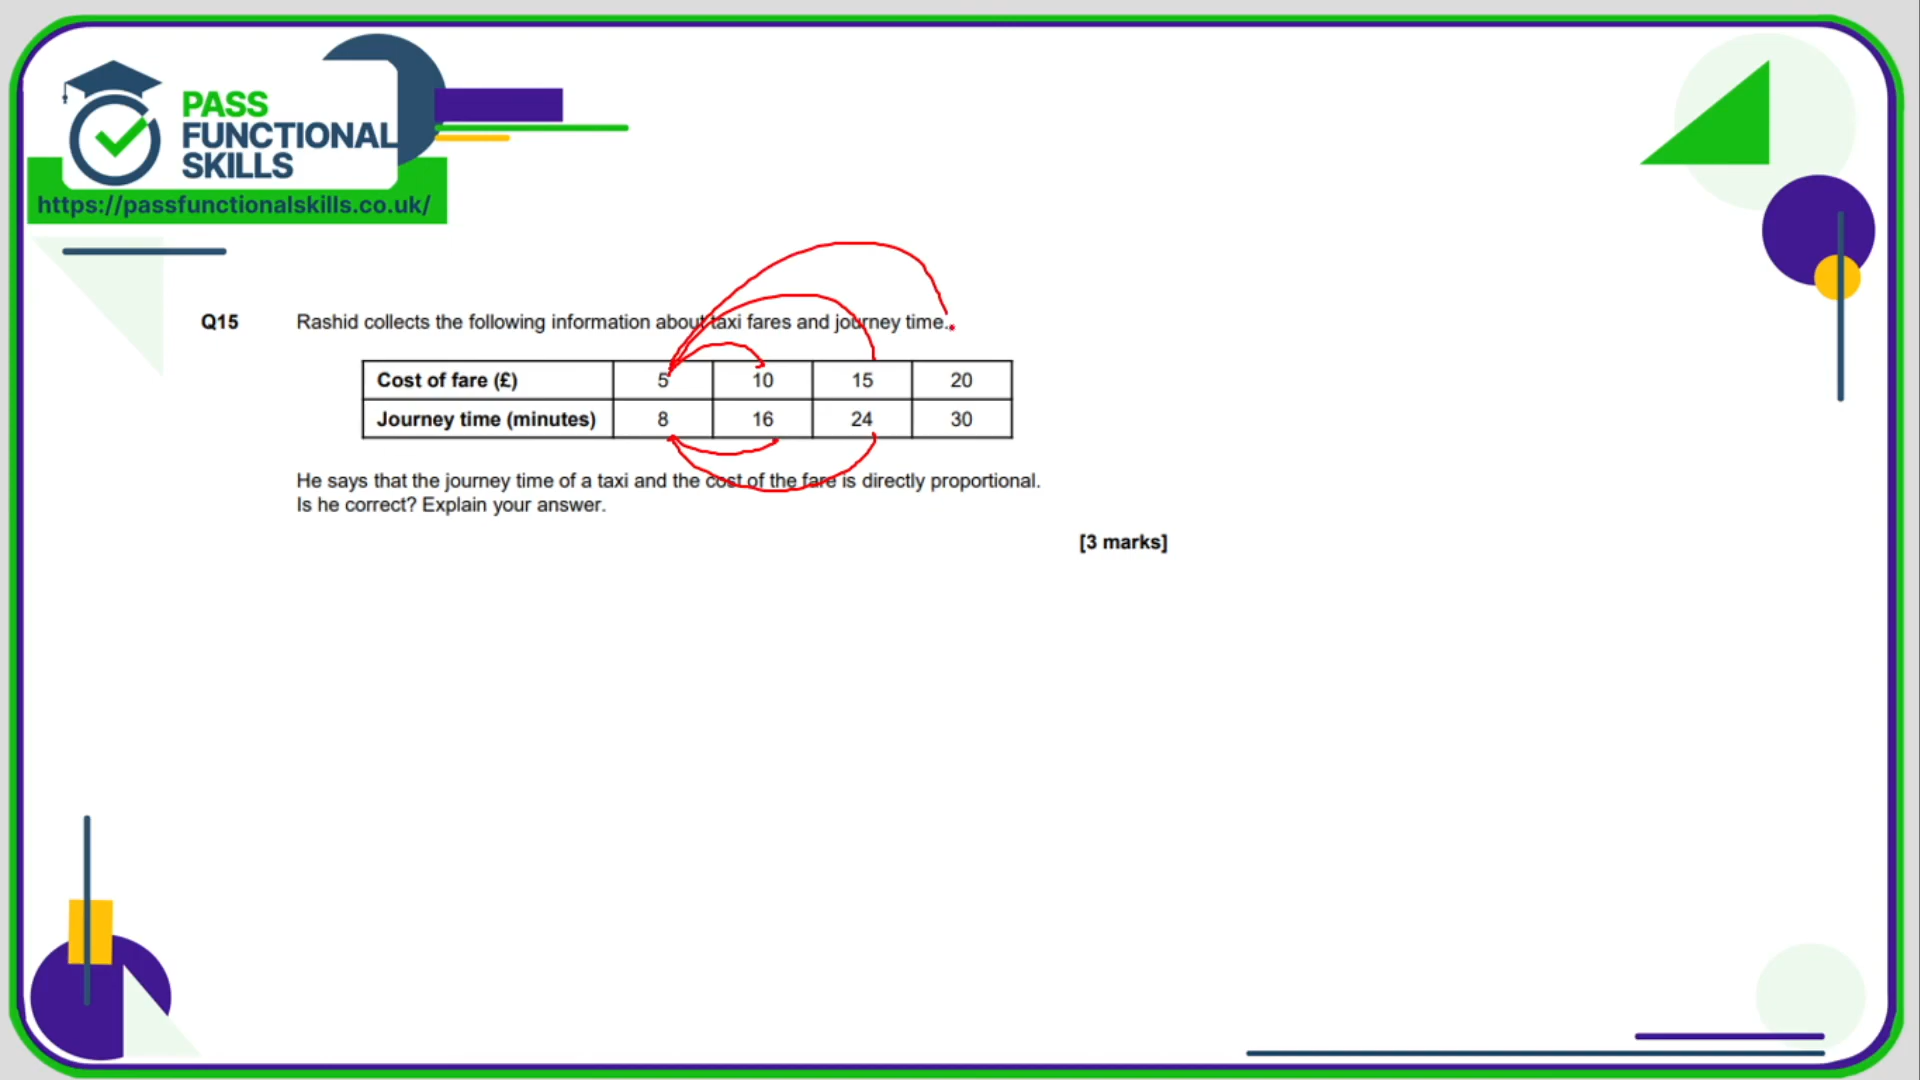 PASS
FUNCTIONAL
SKILLS
https://passfunctionalskills.co.uk/
Q15 Rashid collects the following information about taxi fares and journey time.
Cost of fare (£) 5 10 15 20
Journey time (minutes) 8 16 24 30
He says that the journey time of a taxi and the cost of the fare is directly proportional.
Is he correct? Explain your answer.
[3 marks]